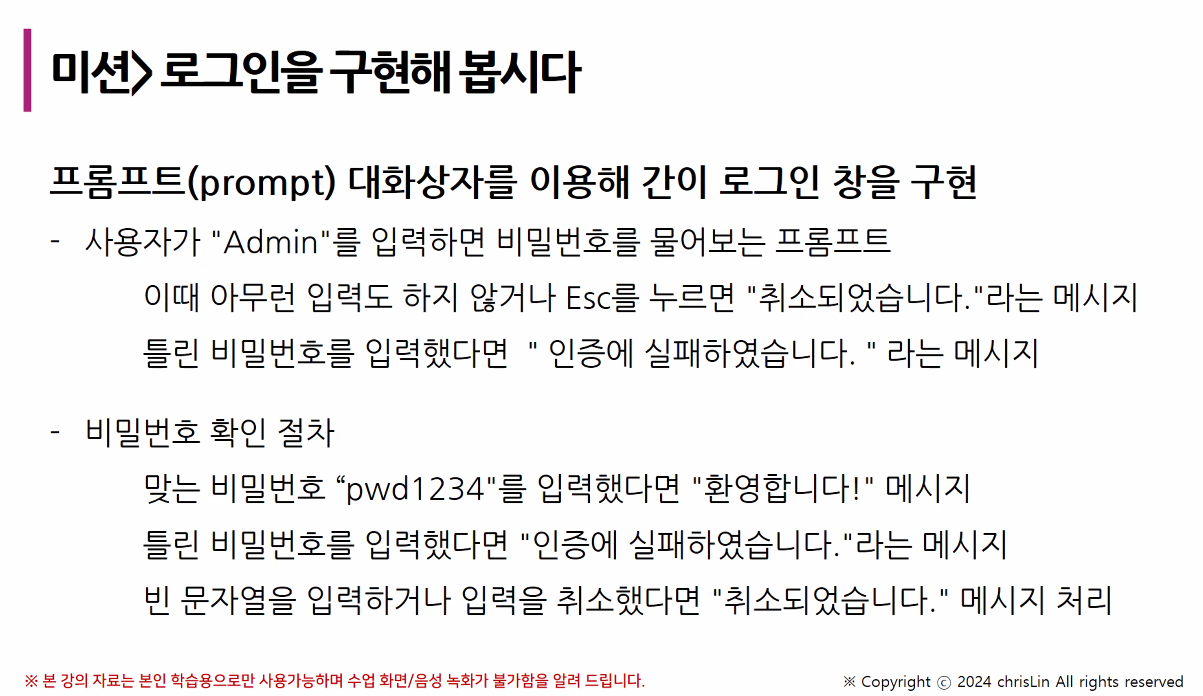 미션> 로그인을 구현해 봅시다
프롬프트(prompt) 대화상자를 이용해 간이 로그인 창을 구현
- 사용자가 "Admin"를 입력하면 비밀번호를 물어보는 프롬프트
이때 아무런 입력도 하지 않거나 Esc를 누르면 "취소되었습니다."라는 메시지
틀린 비밀번호를 입력했다면 " 인증에 실패하였습니다. " 라는 메시지
- 비밀번호 확인 절차
맞는 비밀번호 “pwd1234"를 입력했다면 "환영합니다!" 메시지
틀린 비밀번호를 입력했다면 "인증에 실패하였습니다."라는 메시지
빈 문자열을 입력하거나 입력을 취소했다면 "취소되었습니다." 메시지 처리
※ 본 강의 자료는 본인 학습용으로만 사용가능하며 수업 화면/음성 녹화가 불가함을 알려 드립니다.
※ Copyright ⓒ 2024 chrisLin All rights reserved